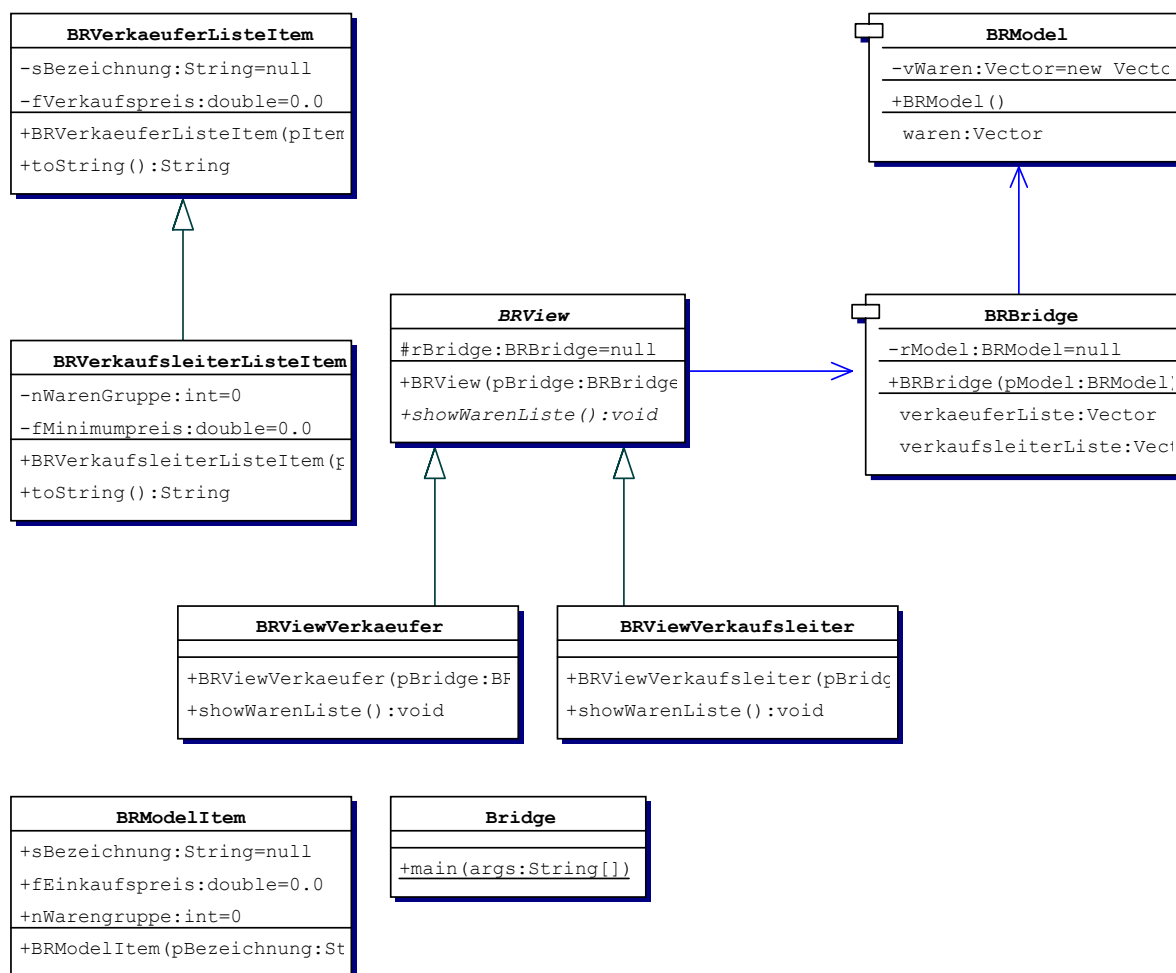 BRVerkaeuferListeItem
-sBezeichnung:String=null
-fVerkaufspreis:double=0.0
+BRVerkaeuferListeItem(pItem
+toString():String
BRModel
-vWaren:Vector=new Vecto
+BRModel()
waren:Vector
BRVerkaufsleiterListeItem
-nWarenGruppe:int=0
-fMinimumpreis:double=0.0
+BRVerkaufsleiterListeItem(p
+toString():String
BRView
#rBridge:BRBridge=null
+BRView(pBridge:BRBridge
+showWarenListe():void
BRBridge
-rModel:BRModel=null
+BRBridge(pModel:BRModel)
verkaeuferListe:Vector
verkaufsleiterListe:Vect
BRViewVerkaeufer
+BRViewVerkaeufer(pBridge:BR
+showWarenListe():void
BRViewVerkaufsleiter
+BRViewVerkaufsleiter(pBridg
+showWarenListe():void
BRModelItem
+sBezeichnung:String=null
+fEinkaufspreis:double=0.0
+nWarengruppe:int=0
+BRModelItem(pBezeichnung:St
Bridge
+main(args:String[])